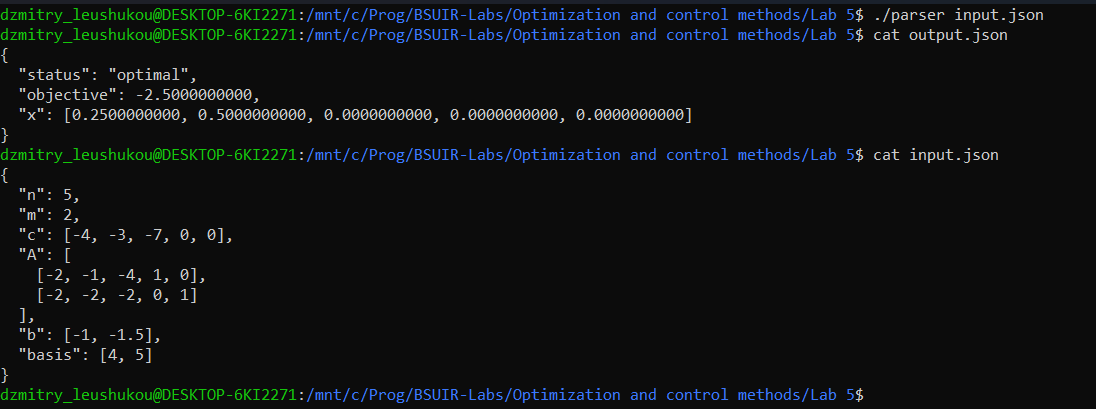 dzmitry_leushukou@DESKTOP-6KI2271:/mnt/c/Prog/BSUIR-Labs/Optimization and control methods/Lab 5$ ./parser input.json
dzmitry_leushukou@DESKTOP-6KI2271:/mnt/c/Prog/BSUIR-Labs/Optimization and control methods/Lab 5$ cat output.json
{
  "status": "optimal",
  "objective": -2.5000000000,
  "x": [0.2500000000, 0.5000000000, 0.0000000000, 0.0000000000, 0.0000000000]
}
dzmitry_leushukou@DESKTOP-6KI2271:/mnt/c/Prog/BSUIR-Labs/Optimization and control methods/Lab 5$ cat input.json
{
  "n": 5,
  "m": 2,
  "c": [-4, -3, -7, 0, 0],
  "A": [
    [-2, -1, -4, 1, 0],
    [-2, -2, -2, 0, 1]
  ],
  "b": [-1, -1.5],
  "basis": [4, 5]
}
dzmitry_leushukou@DESKTOP-6KI2271:/mnt/c/Prog/BSUIR-Labs/Optimization and control methods/Lab 5$